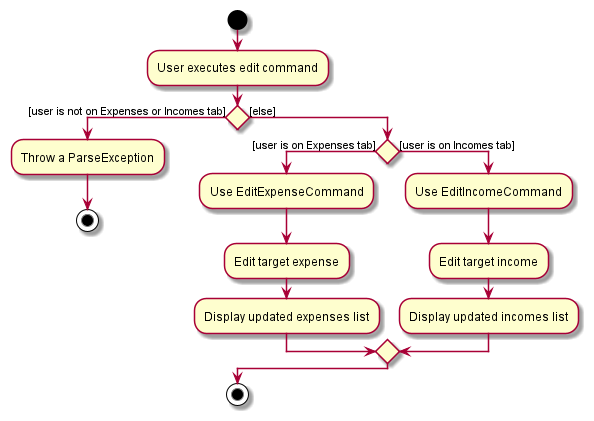 User executes edit command
[user is not on Expenses or Incomes tab]
[else]
Throw a ParseException
[user is on Expenses tab]
[user is on Incomes tab]
Use EditExpenseCommand
Use EditIncomeCommand
Edit target expense
Edit target income
Display updated expenses list
Display updated incomes list